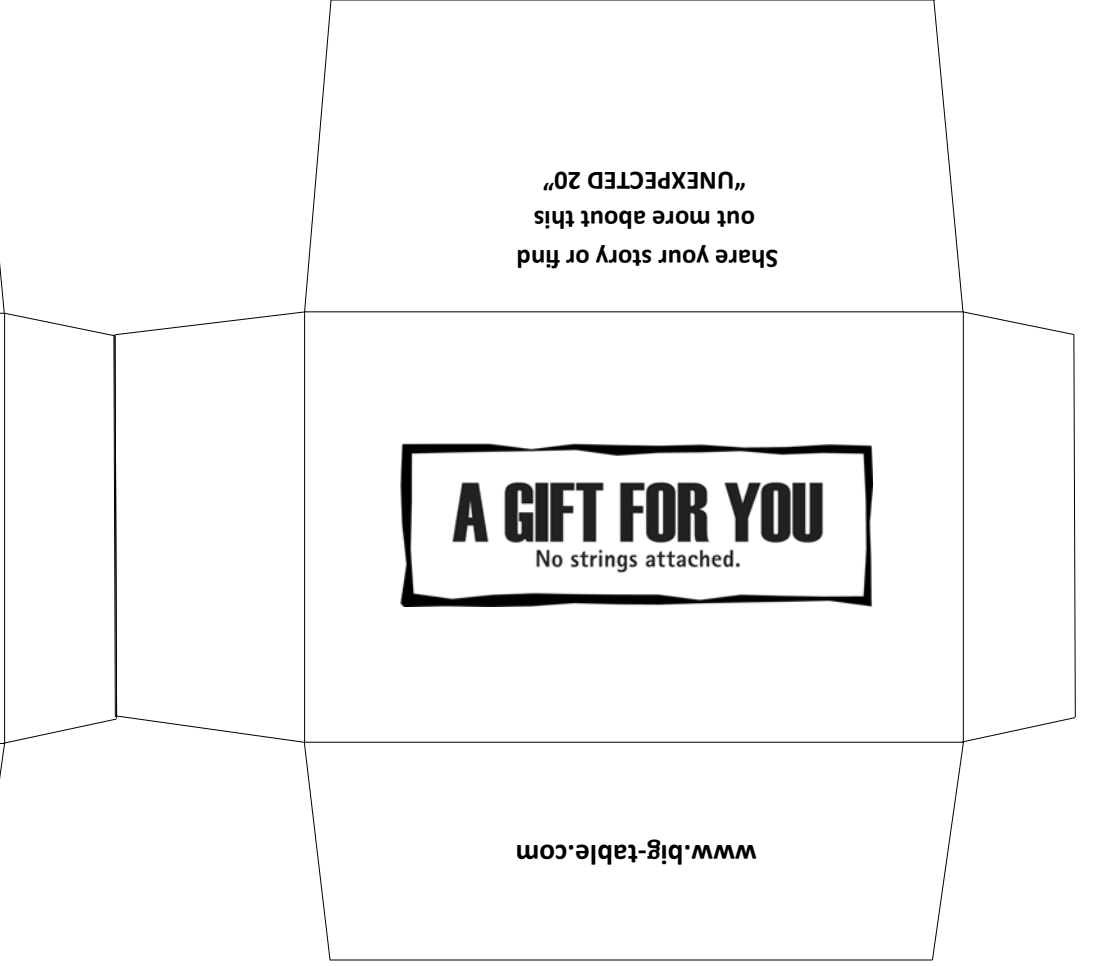 Share your story or find
out more about this
“UNEXPECTED 20”
A GIFT FOR YOU
No strings attached.
www.big-table.com